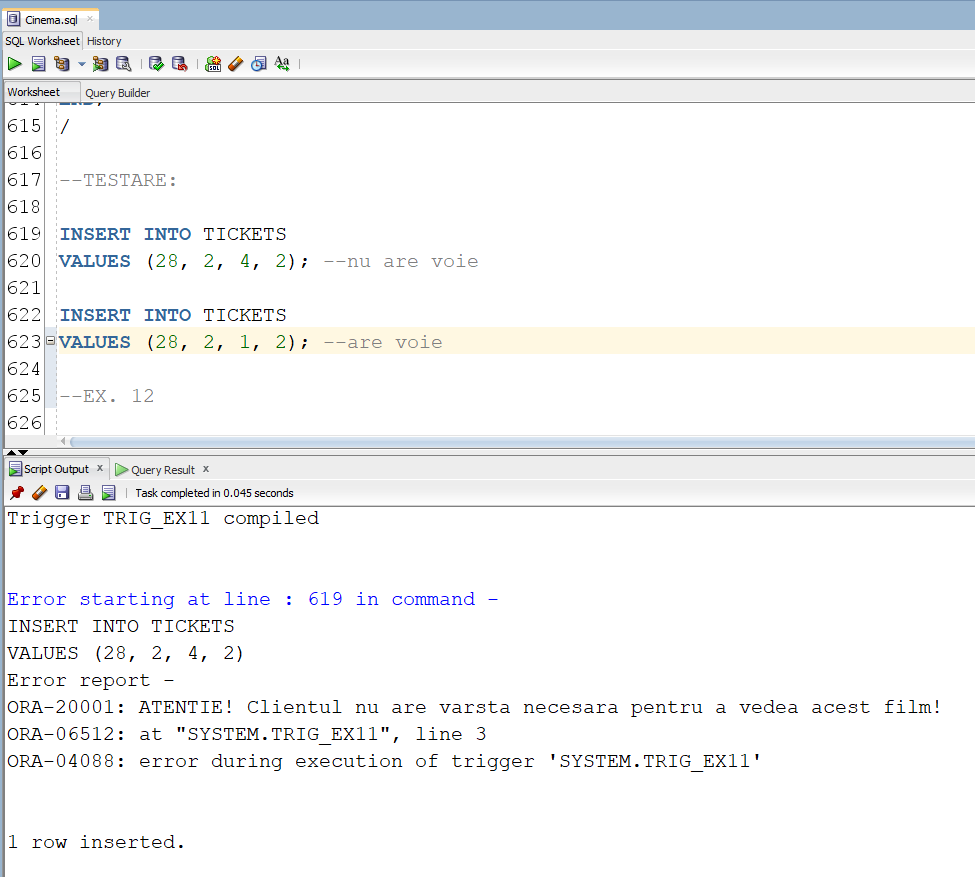 Cinema.sql
SQL Worksheet History
Worksheet Query Builder
615 /
616
617 --TESTARE:
618
619 INSERT INTO TICKETS
620 VALUES (28, 2, 4, 2); --nu are voie
621
622 INSERT INTO TICKETS
623 VALUES (28, 2, 1, 2); --are voie
624
625 --EX. 12
626
Script Output x Query Result x
Task completed in 0.045 seconds
Trigger TRIG_EX11 compiled
Error starting at line : 619 in command -
INSERT INTO TICKETS
VALUES (28, 2, 4, 2)
Error report -
ORA-20001: ATENTIE! Clientul nu are varsta necesara pentru a vedea acest film!
ORA-06512: at "SYSTEM.TRIG_EX11", line 3
ORA-04088: error during execution of trigger 'SYSTEM.TRIG_EX11'
1 row inserted.